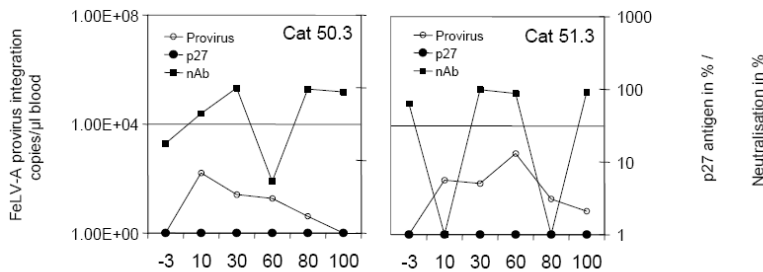 FeLV-A provirus integration
copies/µl blood
1.00E+08
1.00E+04
1.00E+00
Cat 50.3
Provirus
p27
nAb
-3 10 30 60 80 100
Cat 51.3
Provirus
p27
nAb
-3 10 30 60 80 100
1000
100
10
1
p27 antigen in % /
Neutralisation in %